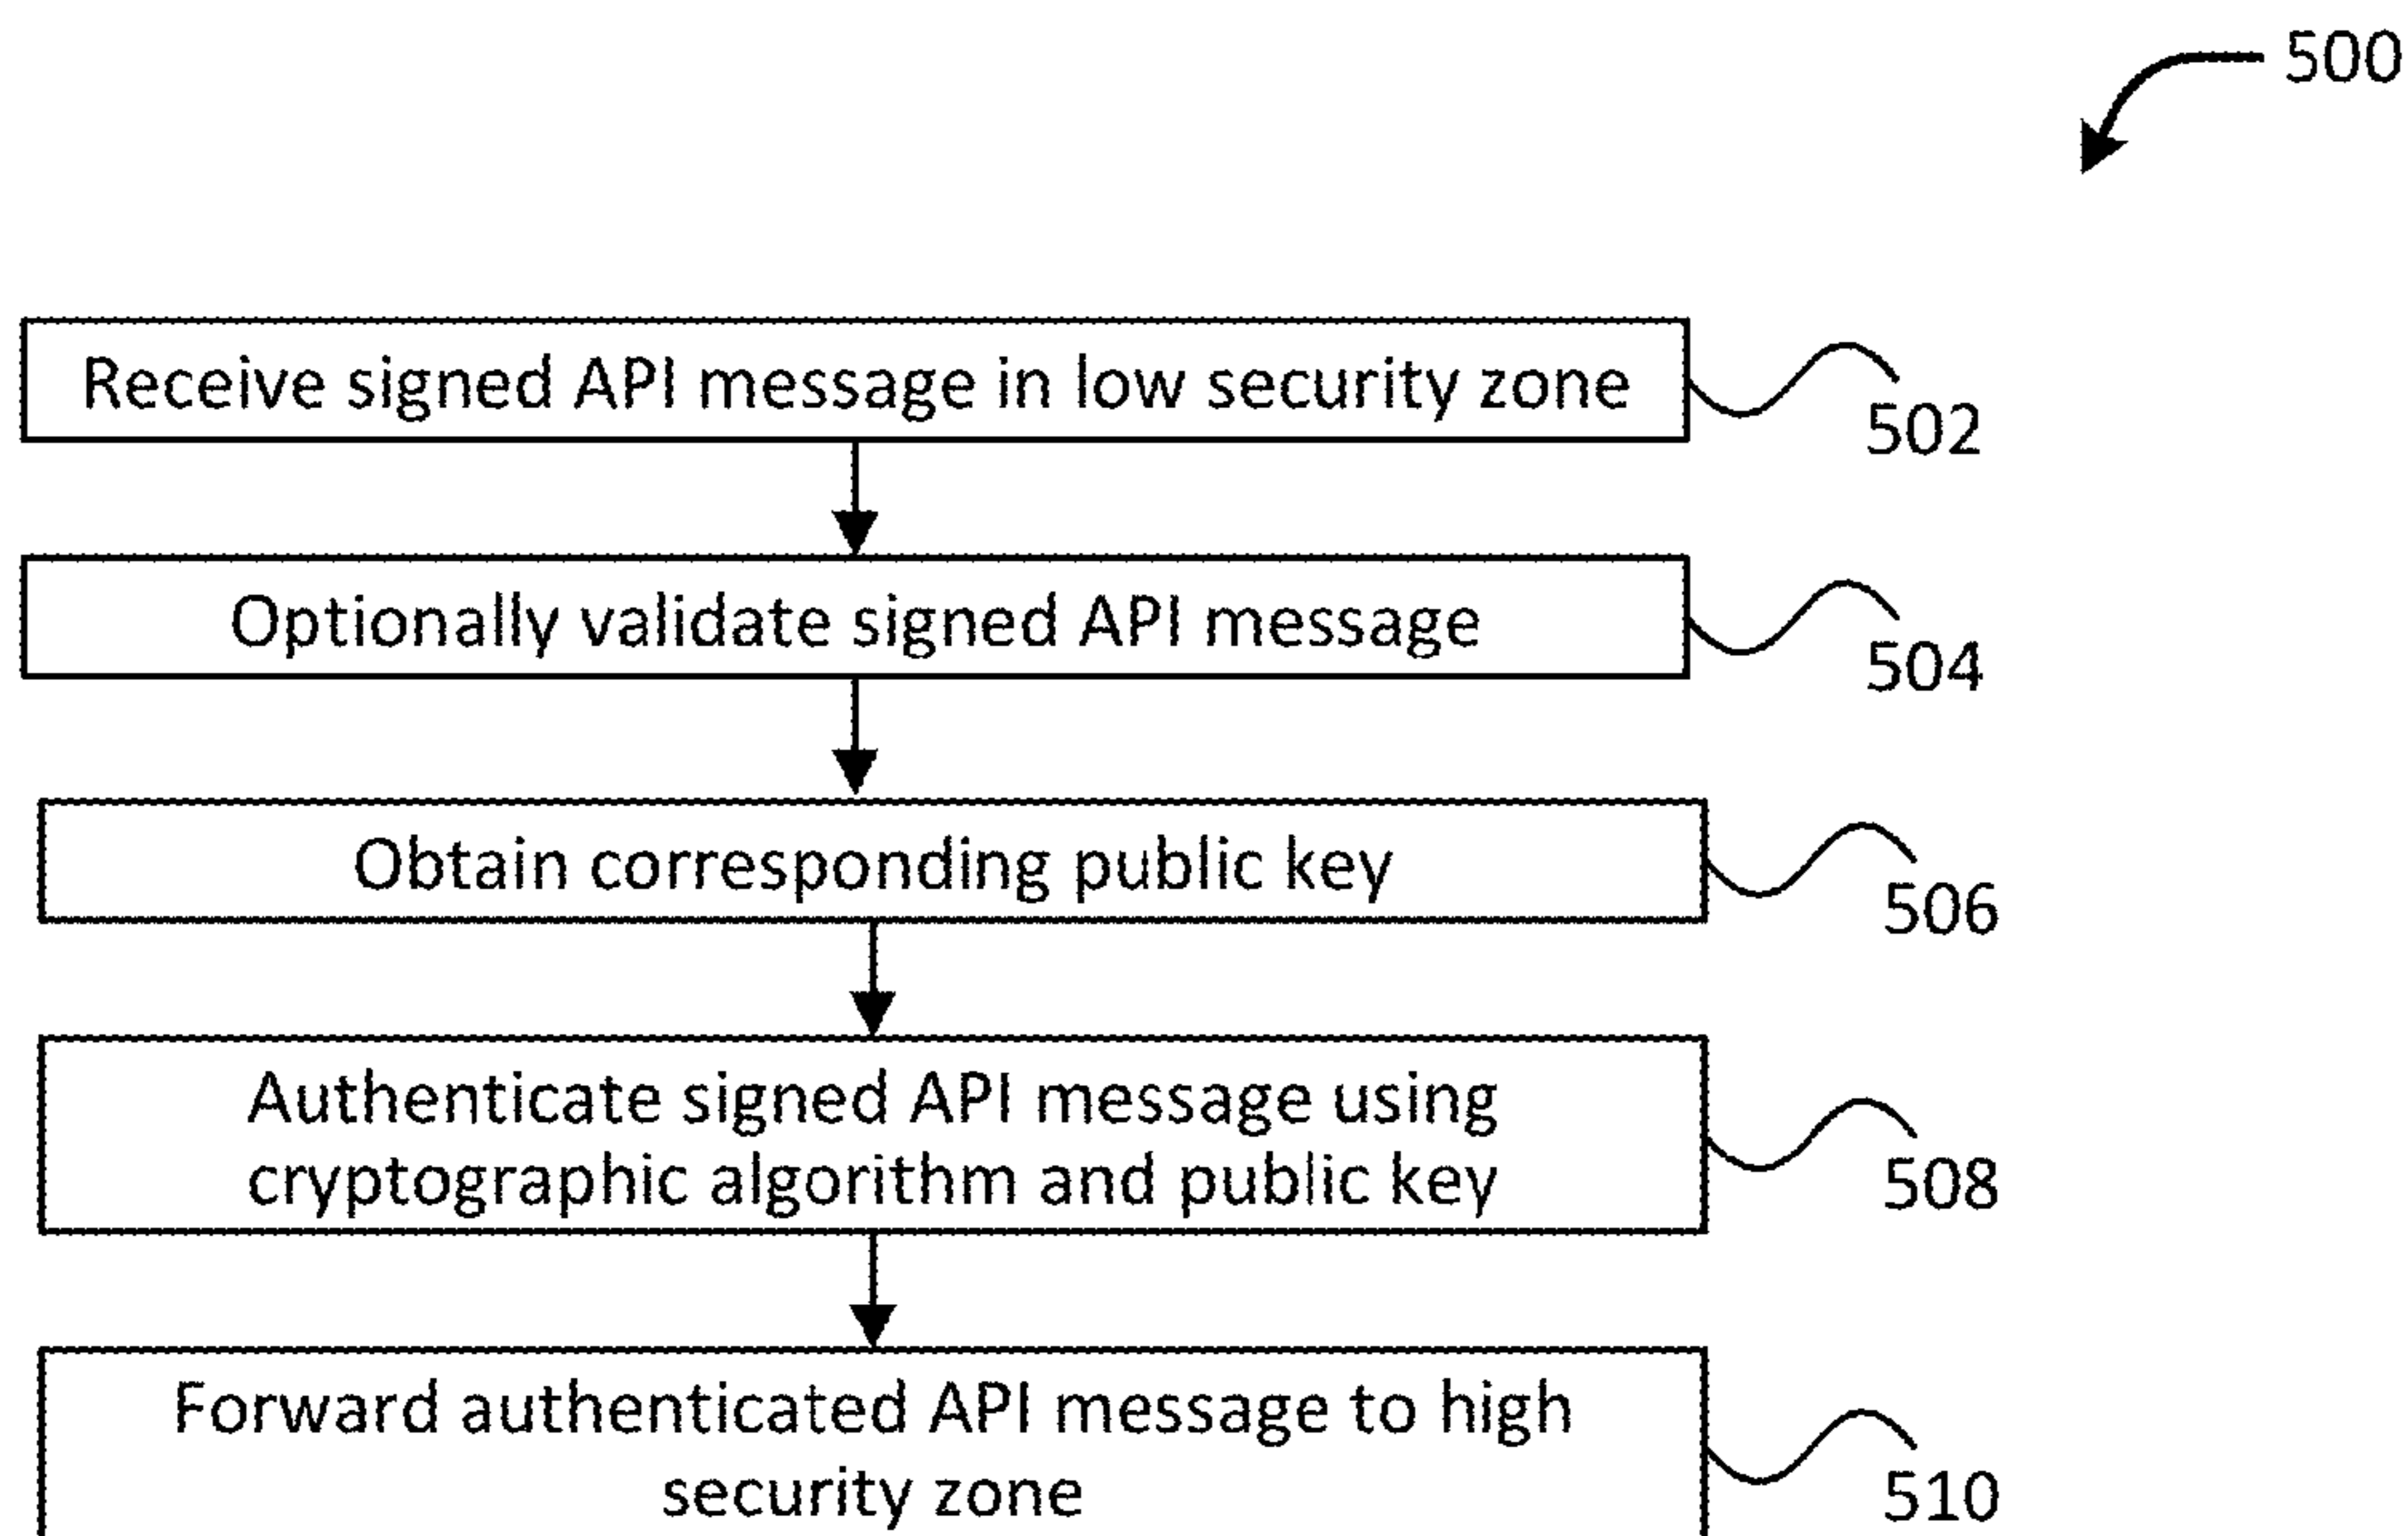 500
Receive signed API message in low security zone
502
Optionally validate signed API message
504
Obtain corresponding public key
506
Authenticate signed API message using
cryptographic algorithm and public key
508
Forward authenticated API message to high
security zone
510